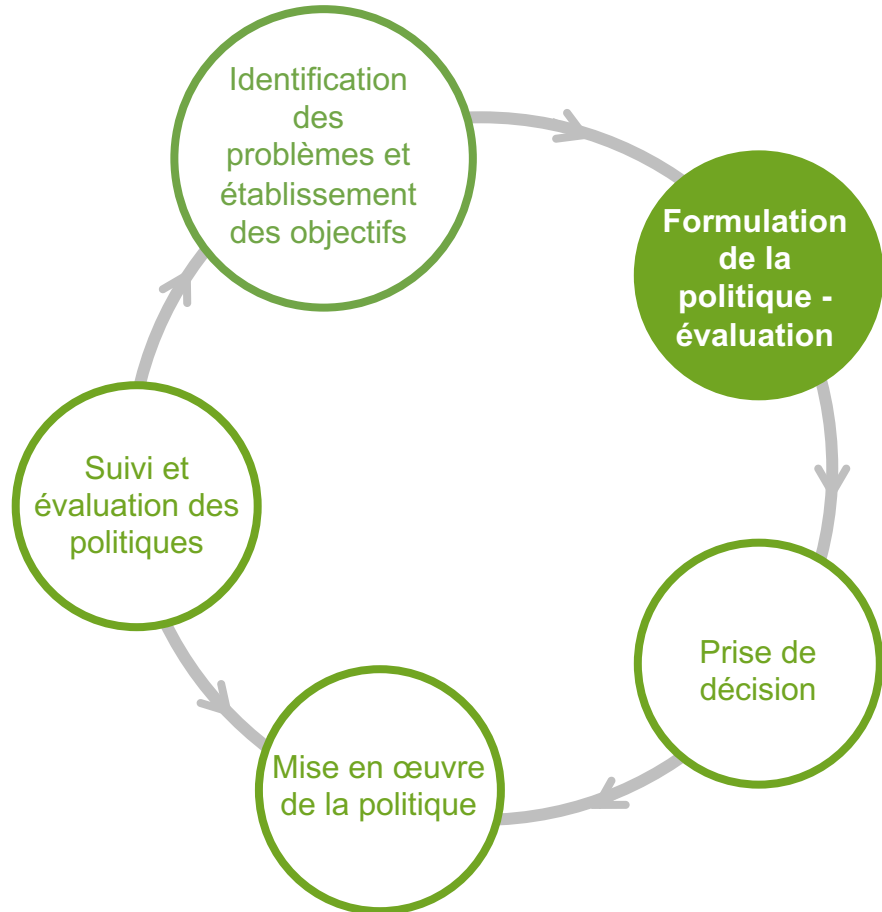 Identification
des
problèmes et
établissement
des objectifs
Formulation
de la
politique -
évaluation
Prise de
décision
Mise en œuvre
de la politique
Suivi et
évaluation des
politiques